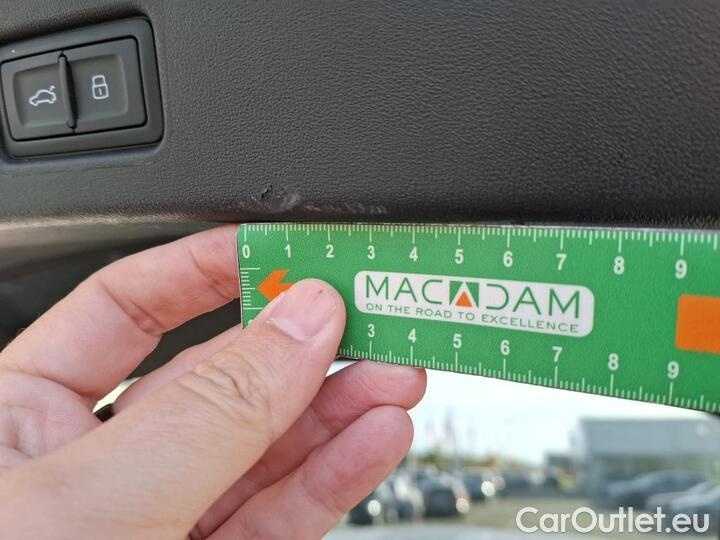 0 1 2 3 4 5 6 7 8 9
MACADAM
ON THE ROAD TO EXCELLENCE
3 4 5 6 7 8 9
CarOutlet.eu